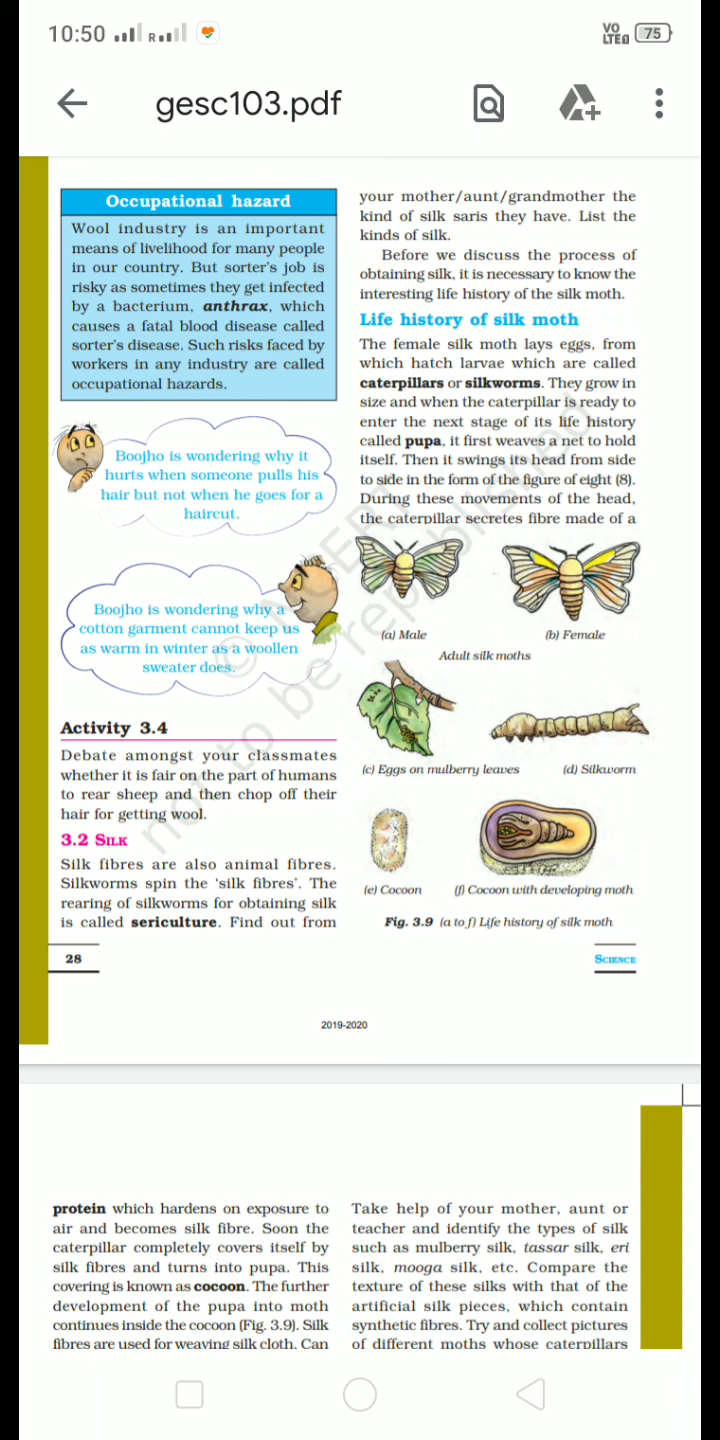 10:50
R
VO
LTE
75
gesc103.pdf
Occupational hazard
Wool industry is an important
means of livelihood for many people
in our country. But sorter's job is
risky as sometimes they get infected
by a bacterium, anthrax, which
causes a fatal blood disease called
sorter's disease. Such risks faced by
workers in any industry are called
occupational hazards.
Boojho is wondering why it
hurts when someone pulls his
hair but not when he goes for a
haircut.
Boojho is wondering why a
cotton garment cannot keep us
as warm in winter as a woollen
sweater does.
Activity 3.4
Debate amongst your classmates
whether it is fair on the part of humans
to rear sheep and then chop off their
hair for getting wool.
3.2 SILK
Silk fibres are also animal fibres.
Silkworms spin the ‘silk fibres’. The
rearing of silkworms for obtaining silk
is called sericulture. Find out from
your mother/aunt/grandmother the
kind of silk saris they have. List the
kinds of silk.
Before we discuss the process of
obtaining silk, it is necessary to know the
interesting life history of the silk moth.
Life history of silk moth
The female silk moth lays eggs, from
which hatch larvae which are called
caterpillars or silkworms. They grow in
size and when the caterpillar is ready to
enter the next stage of its life history
called pupa, it first weaves a net to hold
itself. Then it swings its head from side
to side in the form of the figure of eight (8).
During these movements of the head,
the caterpillar secretes fibre made of a
(a) Male
(b) Female
Adult silk moths
(c) Eggs on mulberry leaves
(d) Silkworm
(e) Cocoon
(f) Cocoon with developing moth
Fig. 3.9 (a to f) Life history of silk moth
© NCERT
not to be republished
28
SCIENCE
2019-2020
protein which hardens on exposure to
air and becomes silk fibre. Soon the
caterpillar completely covers itself by
silk fibres and turns into pupa. This
covering is known as cocoon. The further
development of the pupa into moth
continues inside the cocoon (Fig. 3.9). Silk
fibres are used for weaving silk cloth. Can
Take help of your mother, aunt or
teacher and identify the types of silk
such as mulberry silk, tassar silk, eri
silk, mooga silk, etc. Compare the
texture of these silks with that of the
artificial silk pieces, which contain
synthetic fibres. Try and collect pictures
of different moths whose caterpillars